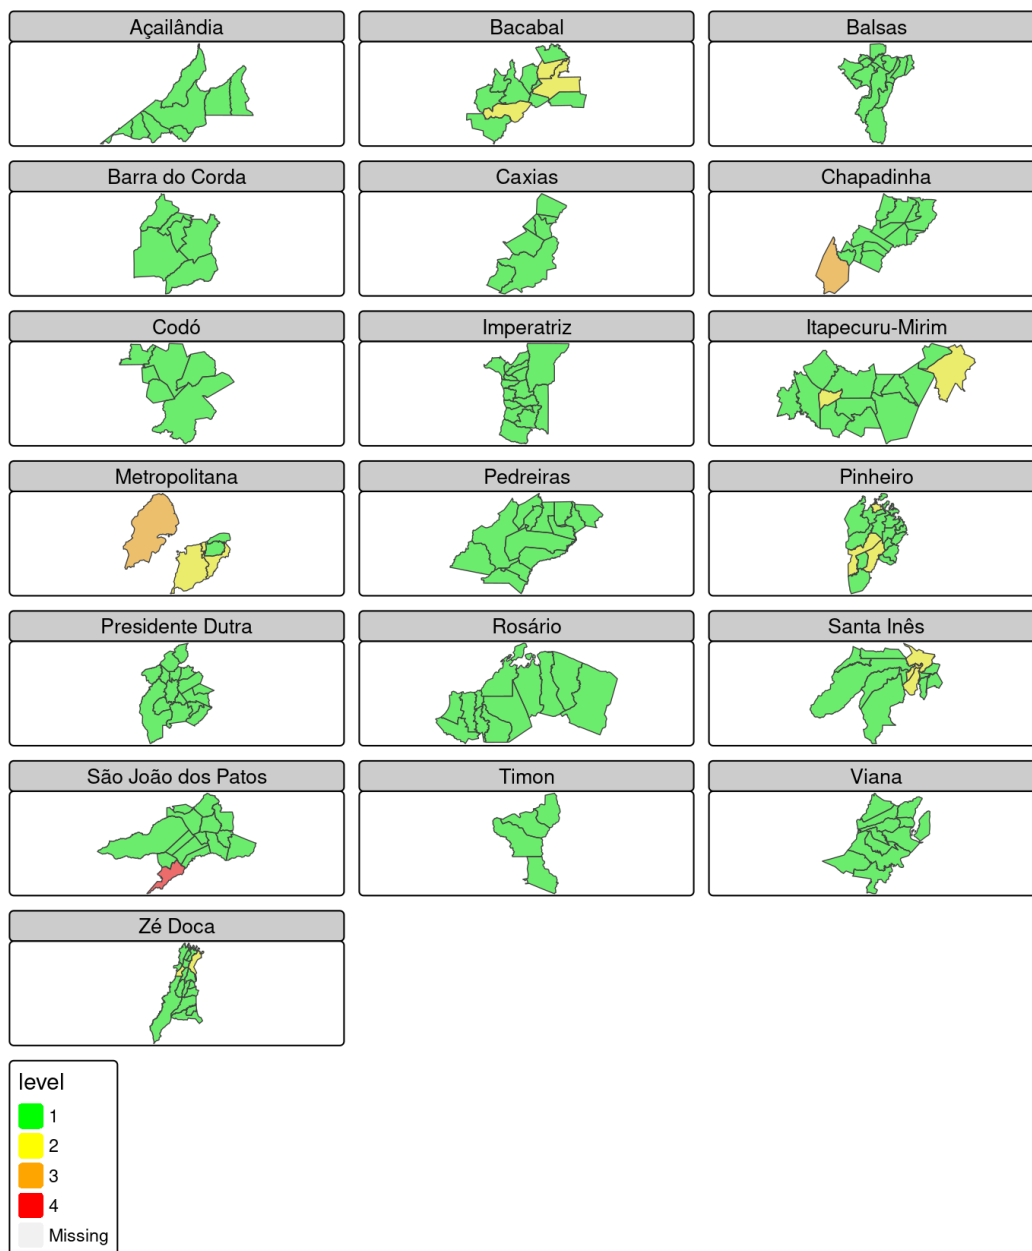 Açailândia
Bacabal
Balsas
Barra do Corda
Caxias
Chapadinha
Codó
Imperatriz
Itapecuru-Mirim
Metropolitana
Pedreiras
Pinheiro
Presidente Dutra
Rosário
Santa Inês
São João dos Patos
Timon
Viana
Zé Doca
level
1
2
3
4
Missing